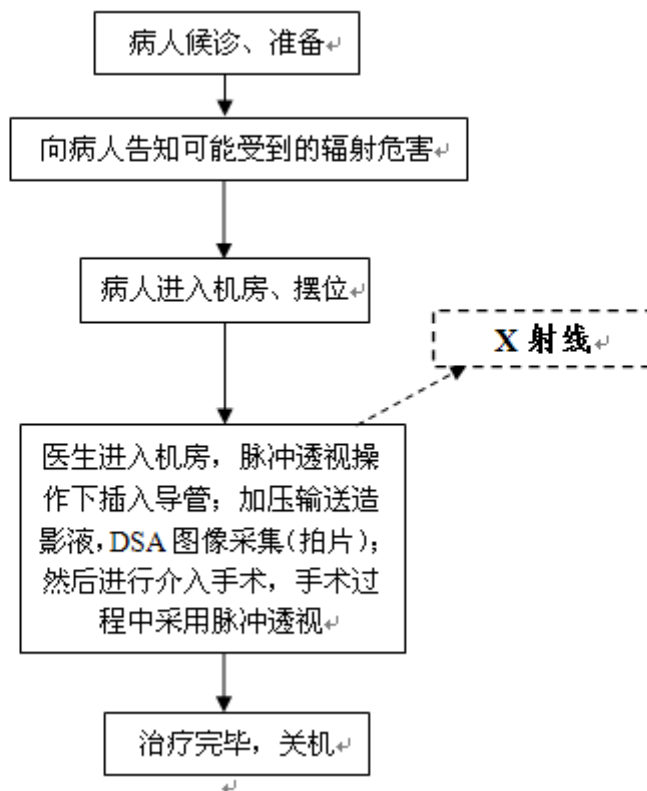 病人候诊、准备
向病人告知可能受到的辐射危害
病人进入机房、摆位
X 射线
医生进入机房，脉冲透视操
作下插入导管；加压输送造
影液，DSA 图像采集（拍片）；
然后进行介入手术，手术过
程中采用脉冲透视
治疗完毕，关机